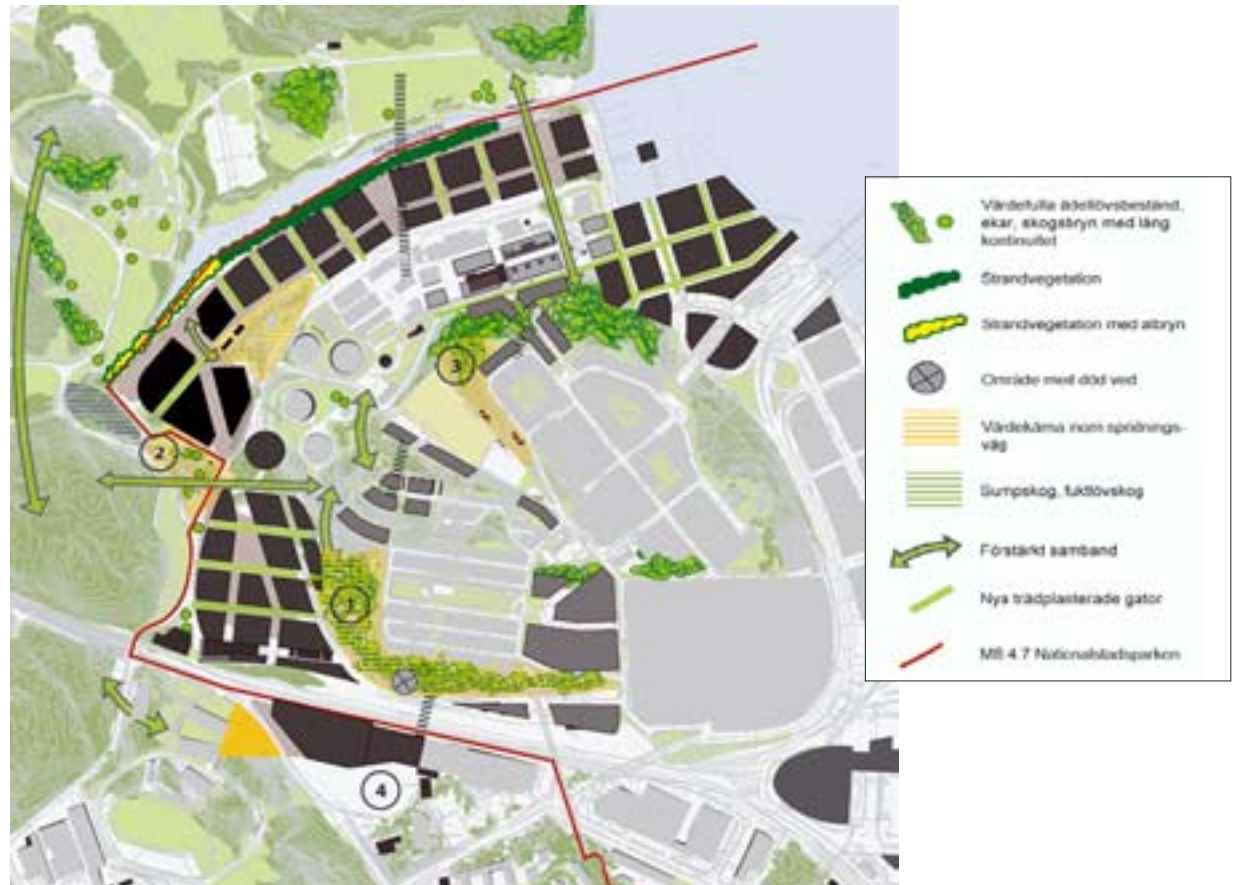 3
2
1
4
Värdefulla ädellövsbestånd,
ekar, skogsbryn med lång
kontinuitet
Strandvegetation
Strandvegetation med albryn
Område med död ved
Värdekärna inom spridnings-
väg
Sumpskog, fuktlövskog
Förstärkt samband
Nya trädplanterade gator
MB 4:7 Nationalstadsparken